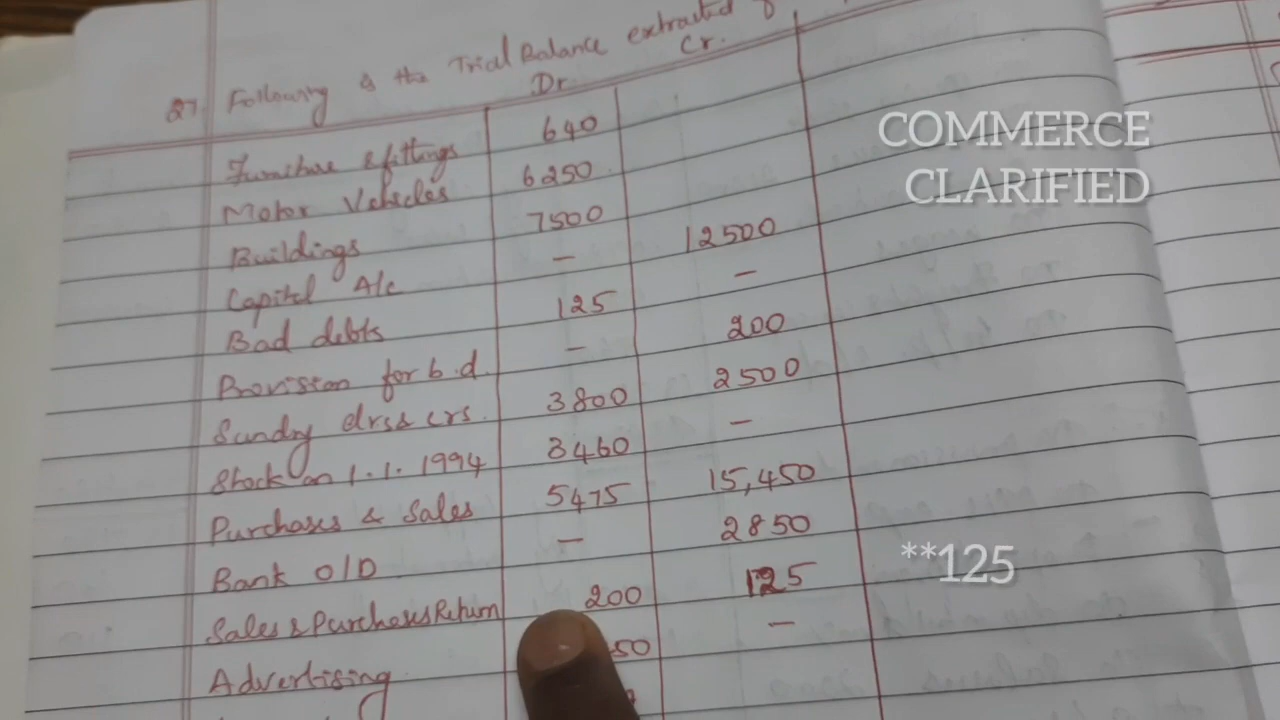 27. Following is the Trial Balance extracted
Dr. Cr.
Furniture & fittings 640
Motor Vehicles 6250
Buildings 7500
Capital A/c – 12500
Bad debts 125 –
Provision for b.d. – 200
Sundry drs & crs. 3800 2500
Stock on 1.1.1994 3460 –
Purchases & Sales 5475 15,450
Bank O/D – 2850
Sales & Purchases Return 200 125
Advertising 50 –
COMMERCE
CLARIFIED
**125